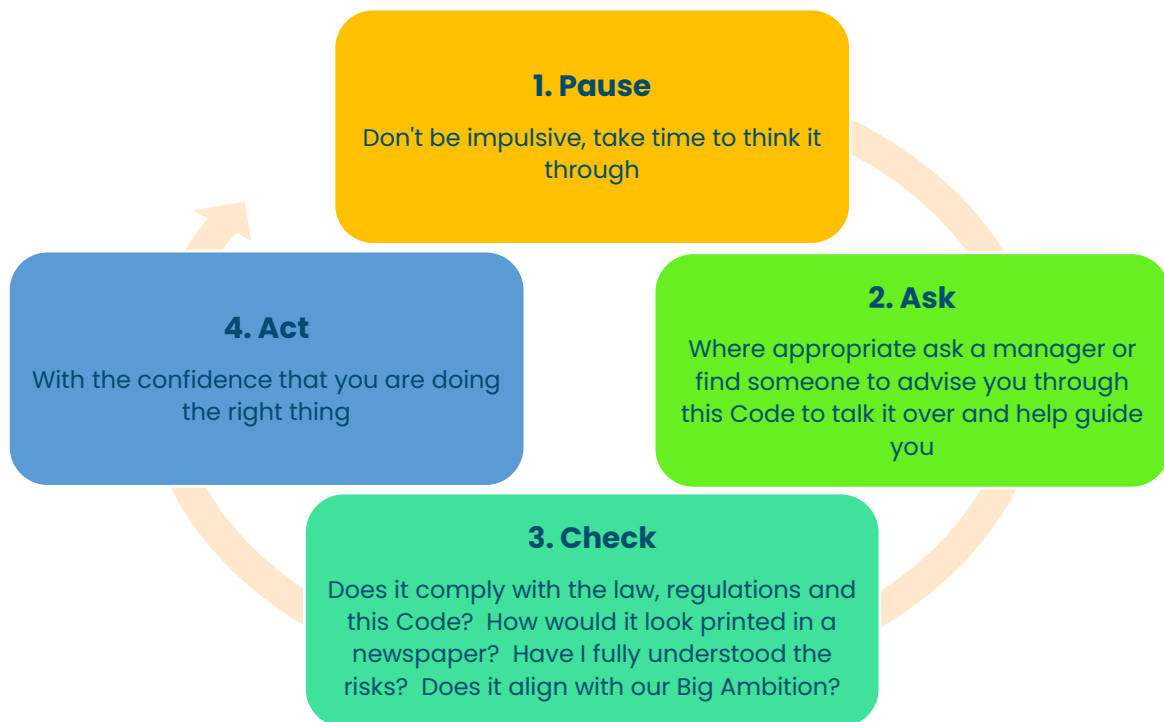 1. Pause
Don't be impulsive, take time to think it
through
2. Ask
Where appropriate ask a manager or
find someone to advise you through
this Code to talk it over and help guide
you
3. Check
Does it comply with the law, regulations and
this Code?  How would it look printed in a
newspaper?  Have I fully understood the
risks?  Does it align with our Big Ambition?
4. Act
With the confidence that you are doing
the right thing